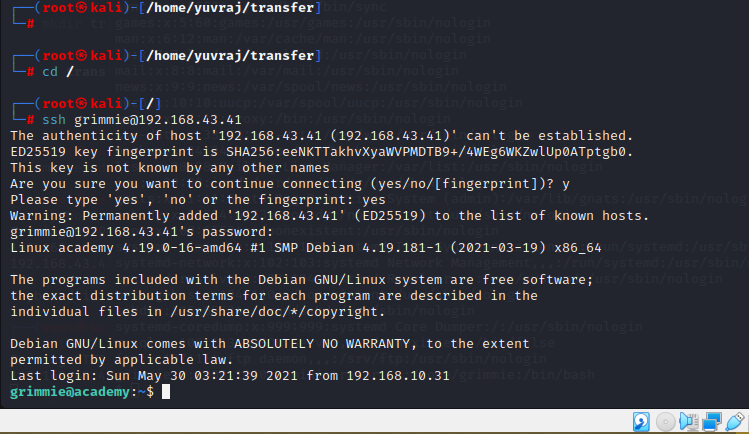 ┌──(root㉿kali)-[/home/yuvraj/transfer]
└─#
┌──(root㉿kali)-[/home/yuvraj/transfer]
└─# cd /
┌──(root㉿kali)-[/]
└─# ssh grimmie@192.168.43.41
The authenticity of host '192.168.43.41 (192.168.43.41)' can't be established.
ED25519 key fingerprint is SHA256:eeNKTTakhvXyaWVPMDTB9+/4WEg6WKZwlUp0ATptgb0.
This key is not known by any other names
Are you sure you want to continue connecting (yes/no/[fingerprint])? y
Please type 'yes', 'no' or the fingerprint: yes
Warning: Permanently added '192.168.43.41' (ED25519) to the list of known hosts.
grimmie@192.168.43.41's password:
Linux academy 4.19.0-16-amd64 #1 SMP Debian 4.19.181-1 (2021-03-19) x86_64
The programs included with the Debian GNU/Linux system are free software;
the exact distribution terms for each program are described in the
individual files in /usr/share/doc/*/copyright.
Debian GNU/Linux comes with ABSOLUTELY NO WARRANTY, to the extent
permitted by applicable law.
Last login: Sun May 30 03:21:39 2021 from 192.168.10.31
grimmie@academy:~$